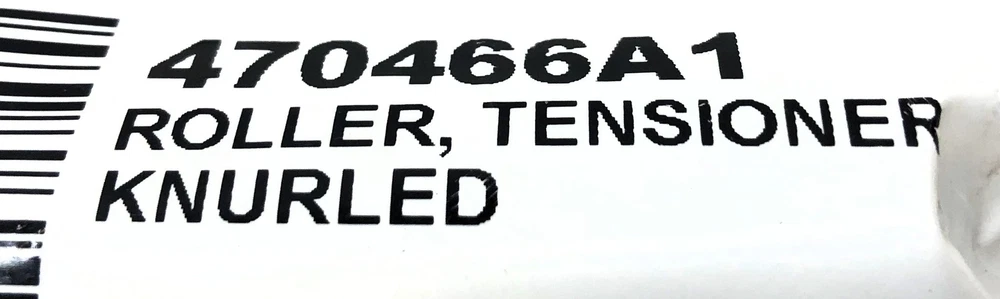 470466A1
ROLLER, TENSIONER
KNURLED